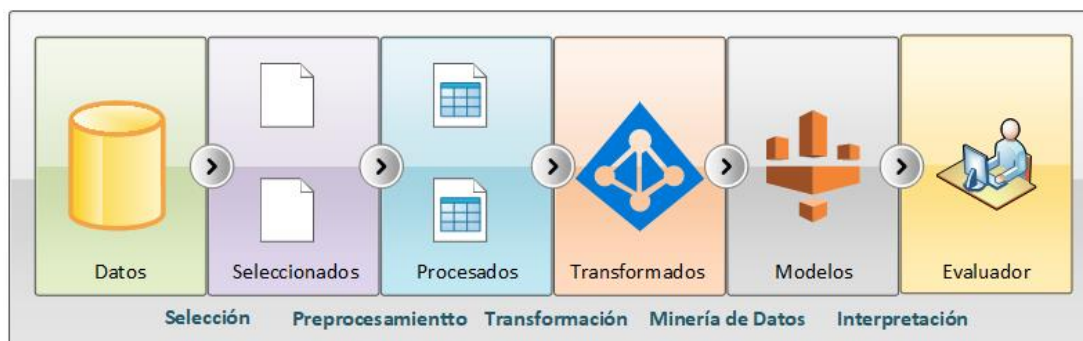 Datos Seleccionados Procesados Transformados Modelos Evaluador
Selección Preprocesamientto Transformación Minería de Datos Interpretación